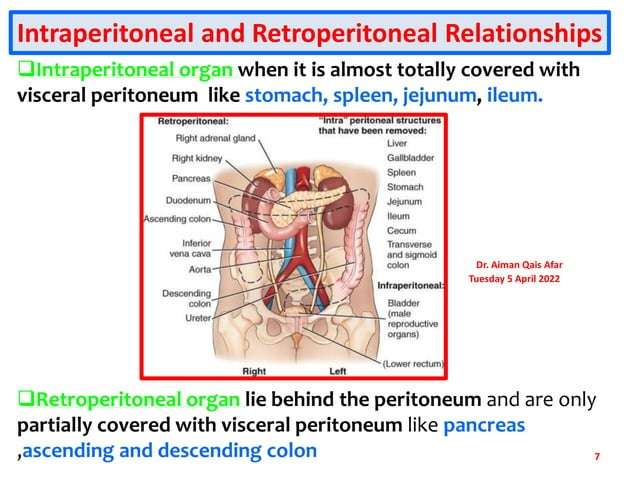 Intraperitoneal and Retroperitoneal Relationships
❑Intraperitoneal organ when it is almost totally covered with
visceral peritoneum like stomach, spleen, jejunum, ileum.
Retroperitoneal:
Right adrenal gland
Right kidney
Pancreas
Duodenum
Ascending colon
Inferior
vena cava
Aorta
Descending
colon
Ureter
"Intra" peritoneal structures
that have been removed:
Liver
Gallbladder
Spleen
Stomach
Jejunum
Ileum
Cecum
Transverse
and sigmoid
colon
Infraperitoneal:
Bladder
(male
reproductive
organs)
(Lower rectum)
Right
Left
Dr. Aiman Qais Afar
Tuesday 5 April 2022
❑Retroperitoneal organ lie behind the peritoneum and are only
partially covered with visceral peritoneum like pancreas
,ascending and descending colon
7